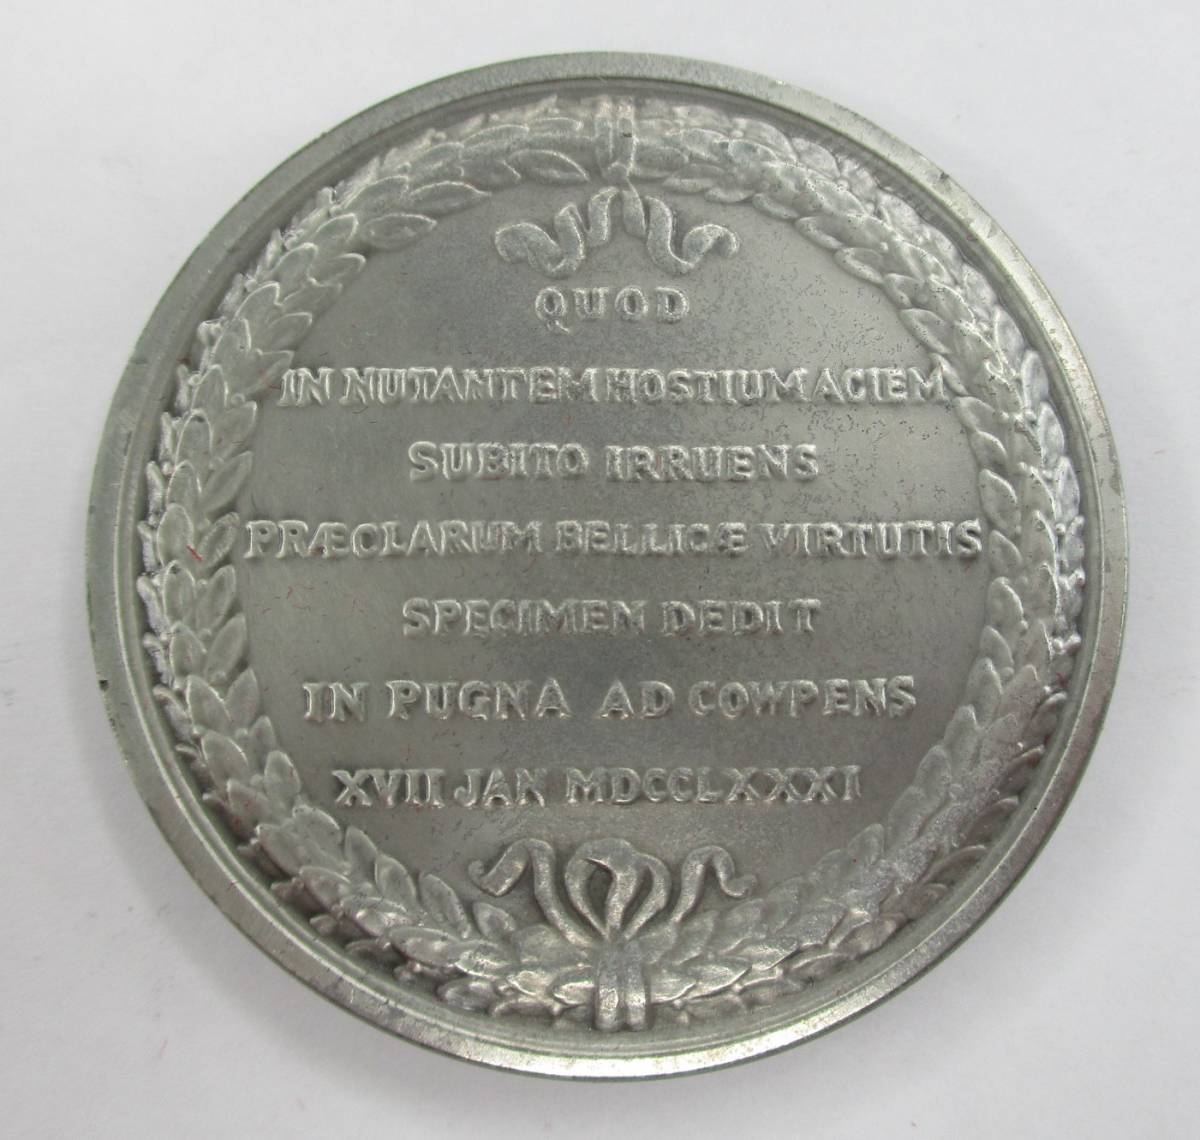 QUOD
IN NUTANTEM HOSTIUM ACIEM
SUBITO IRRUENS
PRÆCLARUM BELLICÆ VIRTUTIS
SPECIMEN DEDIT
IN PUGNA AD COWPENS
XVII JAN MDCCLXXXI